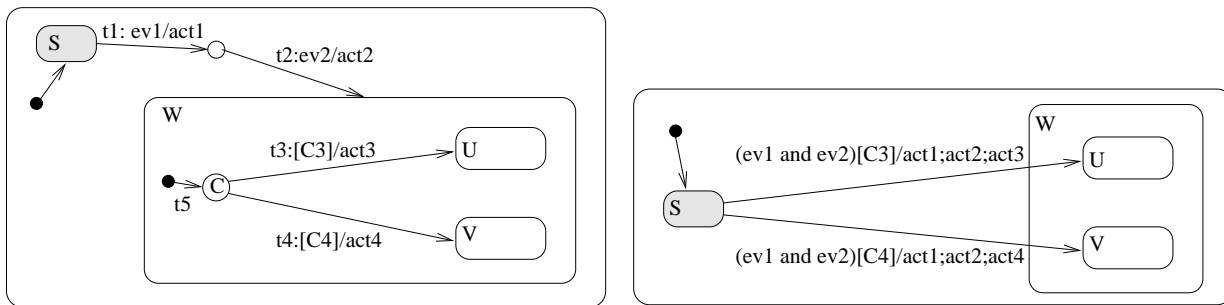 S
t1: ev1/act1
t2:ev2/act2
W
t3:[C3]/act3
U
C
t5
t4:[C4]/act4
V
W
(ev1 and ev2)[C3]/act1;act2;act3
U
S
(ev1 and ev2)[C4]/act1;act2;act4
V